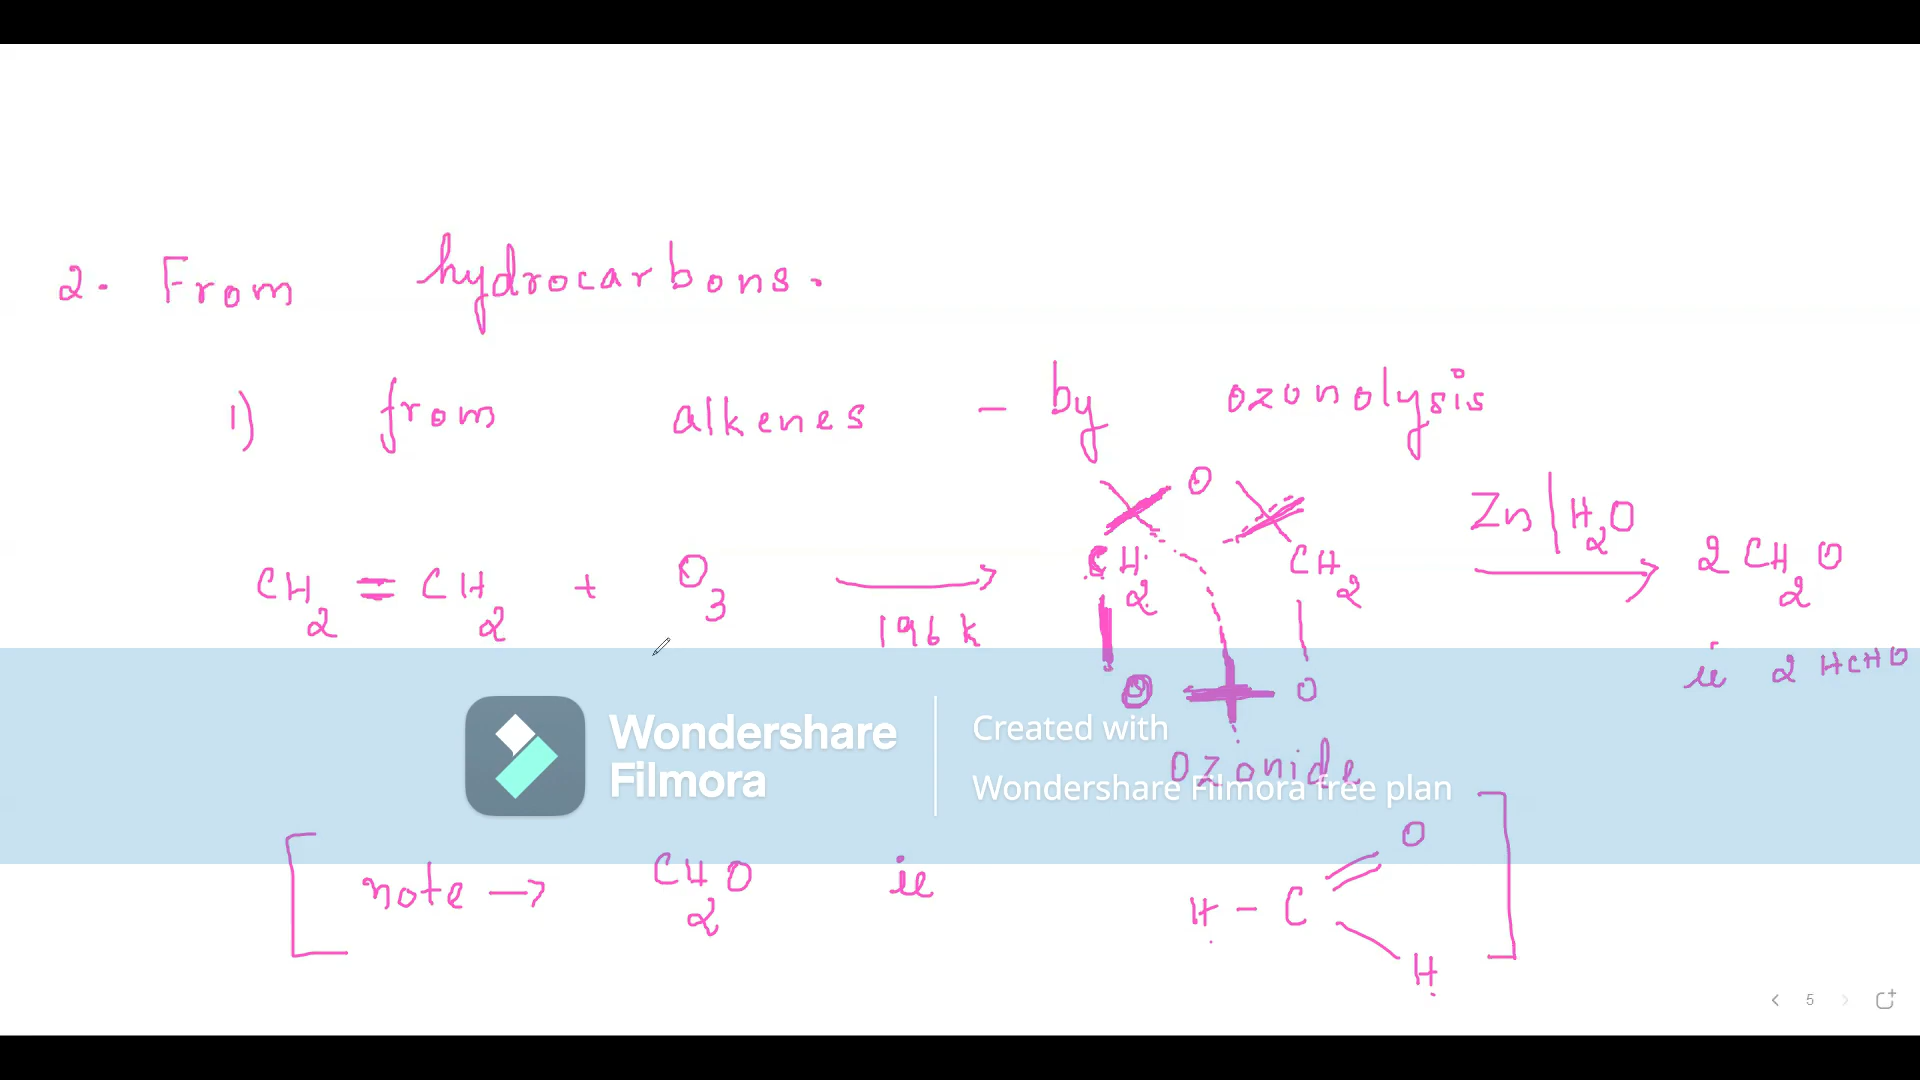 2. From hydrocarbons.
1) from alkenes - by ozonolysis
O
Zn | H2O
CH2 = CH2 + O3 → CH2 CH2 → 2 CH2O
196 k
ie 2 HCHO
O O
Wondershare Filmora
Created with
Wondershare Filmora free plan
Ozonide
O
[ note → CH2O ie H - C ]
H
5